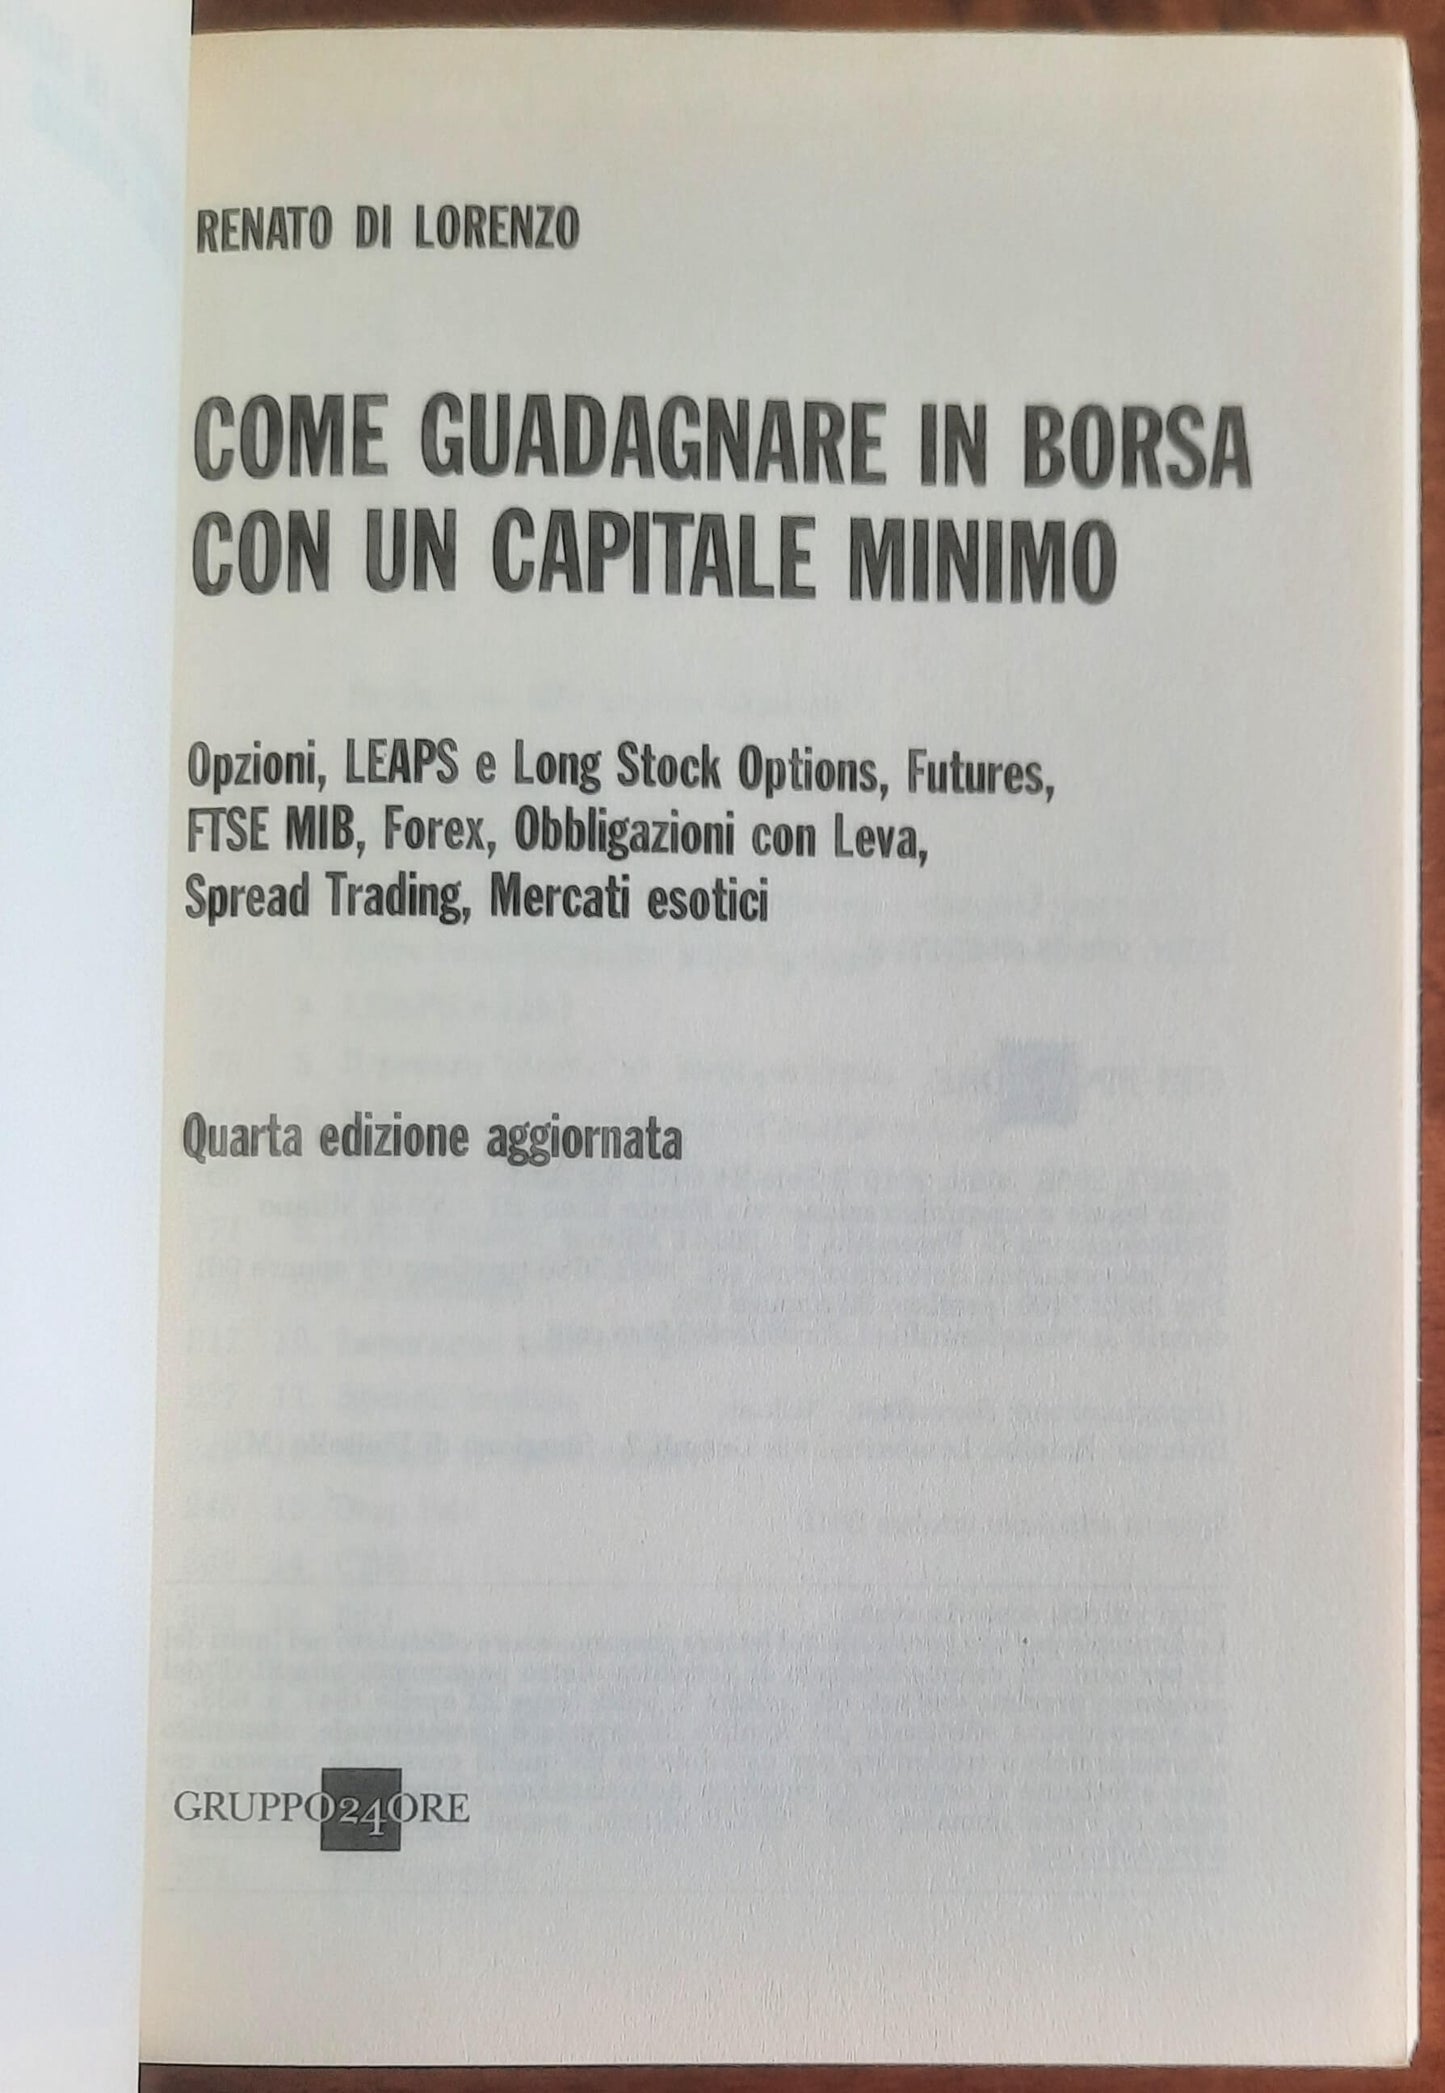 RENATO DI LORENZO
COME GUADAGNARE IN BORSA
CON UN CAPITALE MINIMO
Opzioni, LEAPS e Long Stock Options, Futures,
FTSE MIB, Forex, Obbligazioni con Leva,
Spread Trading, Mercati esotici
Quarta edizione aggiornata
GRUPPO24ORE